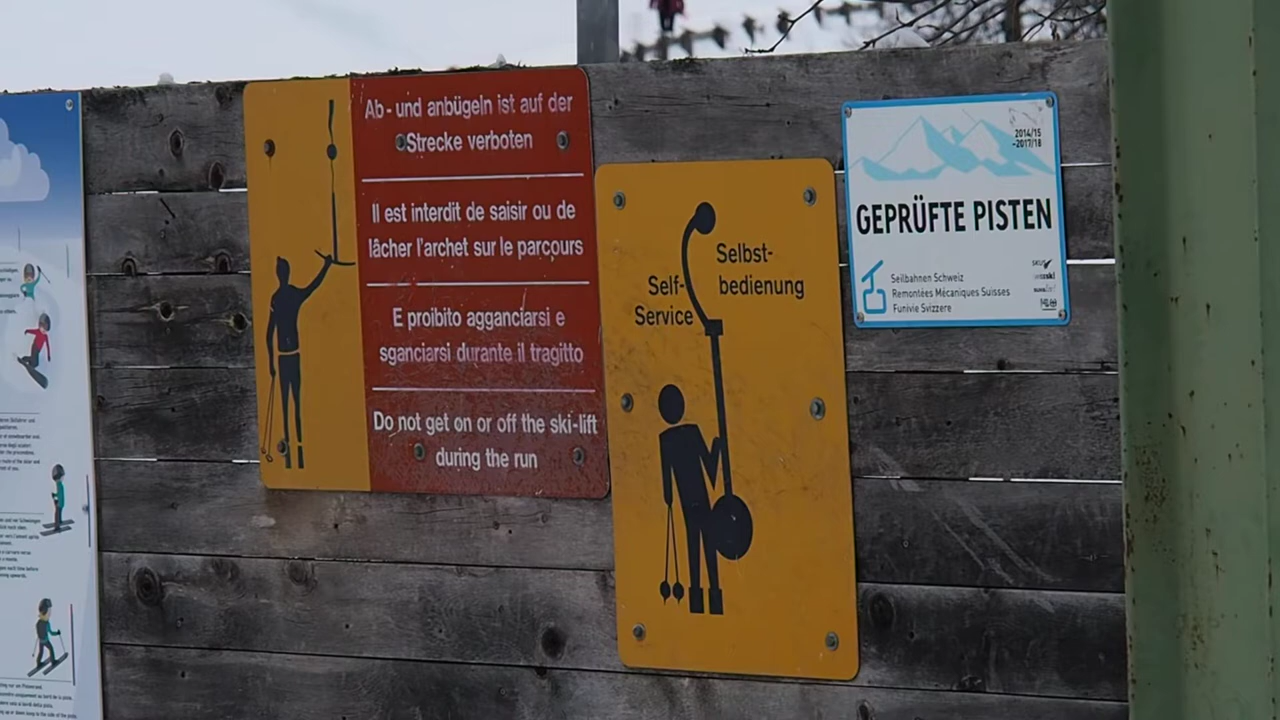 Ab- und anbügeln ist auf der
Strecke verboten
Il est interdit de saisir ou de
lâcher l'archet sur le parcours
E proibito agganciarsi e
sganciarsi durante il tragitto
Do not get on or off the ski-lift
during the run
Selbst-
bedienung
Self-
Service
2014/15
–2017/18
GEPRÜFTE PISTEN
Seilbahnen Schweiz
Remontées Mécaniques Suisses
Funivie Svizzere